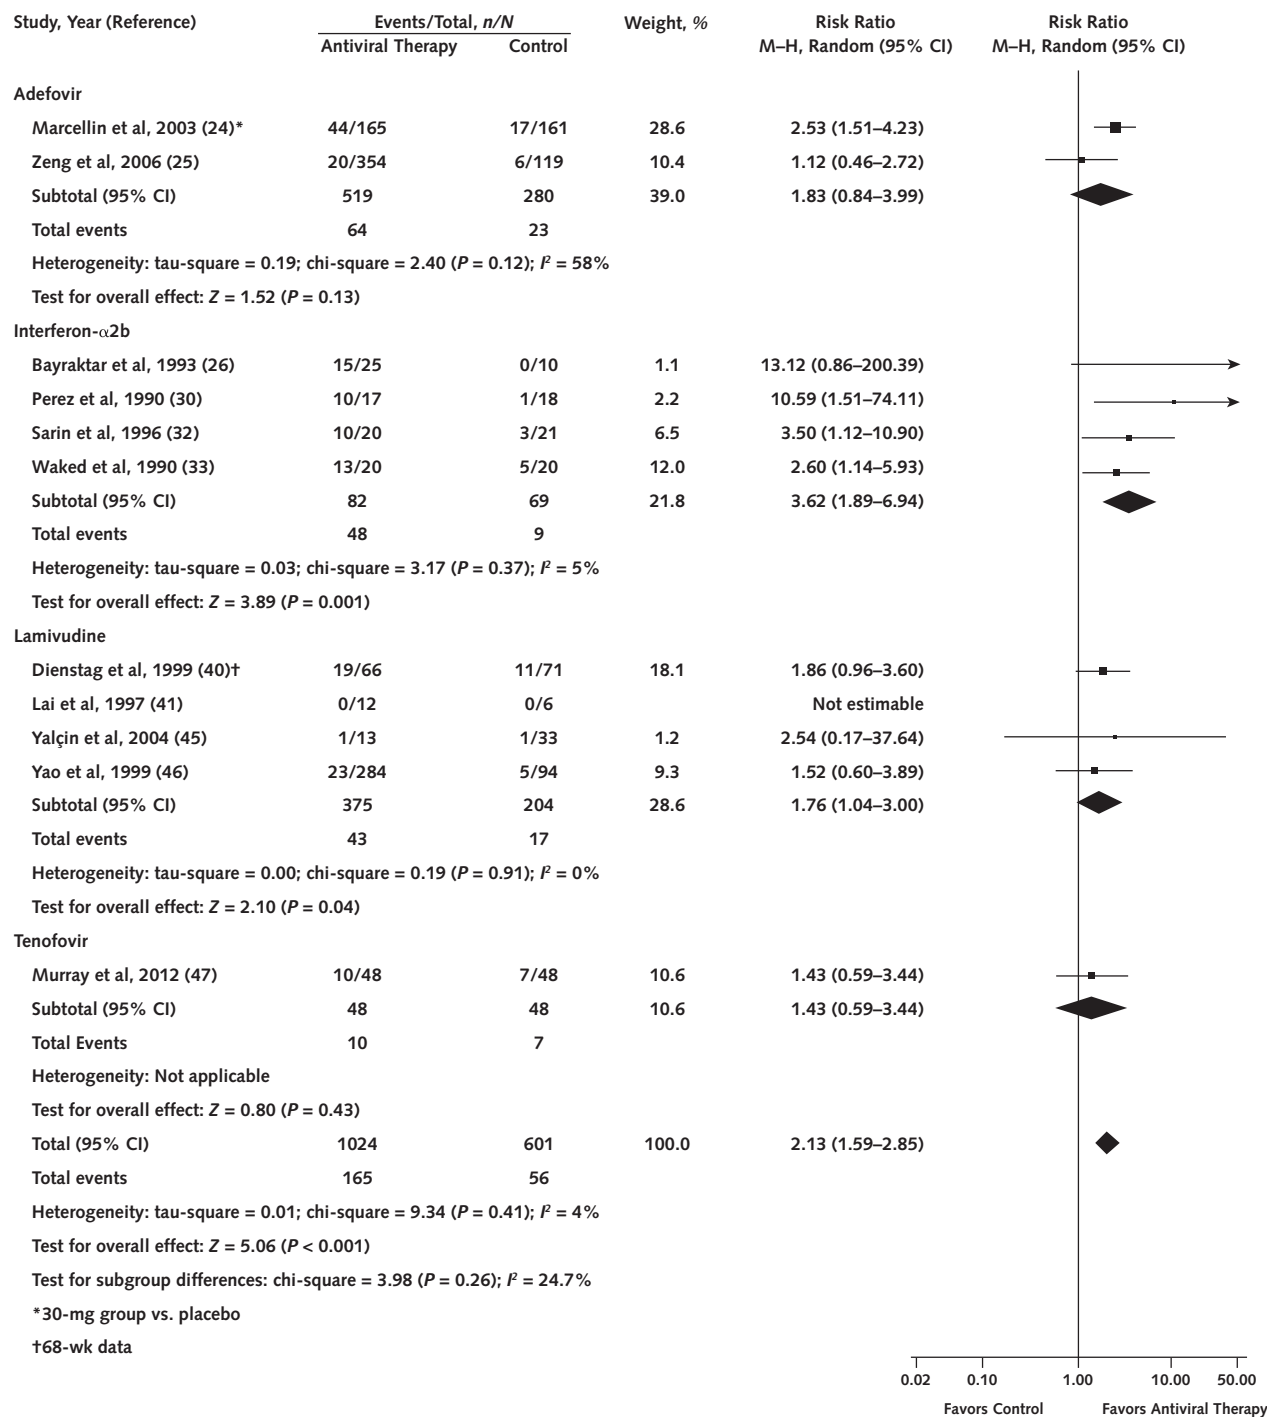 Study, Year (Reference) Events/Total, n/N Weight, % Risk Ratio Risk Ratio
Antiviral Therapy Control M–H, Random (95% CI) M–H, Random (95% CI)
Adefovir
Marcellin et al, 2003 (24)* 44/165 17/161 28.6 2.53 (1.51–4.23)
Zeng et al, 2006 (25) 20/354 6/119 10.4 1.12 (0.46–2.72)
Subtotal (95% CI) 519 280 39.0 1.83 (0.84–3.99)
Total events 64 23
Heterogeneity: tau-square = 0.19; chi-square = 2.40 (P = 0.12); I² = 58%
Test for overall effect: Z = 1.52 (P = 0.13)
Interferon-α2b
Bayraktar et al, 1993 (26) 15/25 0/10 1.1 13.12 (0.86–200.39)
Perez et al, 1990 (30) 10/17 1/18 2.2 10.59 (1.51–74.11)
Sarin et al, 1996 (32) 10/20 3/21 6.5 3.50 (1.12–10.90)
Waked et al, 1990 (33) 13/20 5/20 12.0 2.60 (1.14–5.93)
Subtotal (95% CI) 82 69 21.8 3.62 (1.89–6.94)
Total events 48 9
Heterogeneity: tau-square = 0.03; chi-square = 3.17 (P = 0.37); I² = 5%
Test for overall effect: Z = 3.89 (P = 0.001)
Lamivudine
Dienstag et al, 1999 (40)† 19/66 11/71 18.1 1.86 (0.96–3.60)
Lai et al, 1997 (41) 0/12 0/6 Not estimable
Yalçin et al, 2004 (45) 1/13 1/33 1.2 2.54 (0.17–37.64)
Yao et al, 1999 (46) 23/284 5/94 9.3 1.52 (0.60–3.89)
Subtotal (95% CI) 375 204 28.6 1.76 (1.04–3.00)
Total events 43 17
Heterogeneity: tau-square = 0.00; chi-square = 0.19 (P = 0.91); I² = 0%
Test for overall effect: Z = 2.10 (P = 0.04)
Tenofovir
Murray et al, 2012 (47) 10/48 7/48 10.6 1.43 (0.59–3.44)
Subtotal (95% CI) 48 48 10.6 1.43 (0.59–3.44)
Total Events 10 7
Heterogeneity: Not applicable
Test for overall effect: Z = 0.80 (P = 0.43)
Total (95% CI) 1024 601 100.0 2.13 (1.59–2.85)
Total events 165 56
Heterogeneity: tau-square = 0.01; chi-square = 9.34 (P = 0.41); I² = 4%
Test for overall effect: Z = 5.06 (P < 0.001)
Test for subgroup differences: chi-square = 3.98 (P = 0.26); I² = 24.7%
*30-mg group vs. placebo
†68-wk data
0.02 0.10 1.00 10.00 50.00
Favors Control Favors Antiviral Therapy